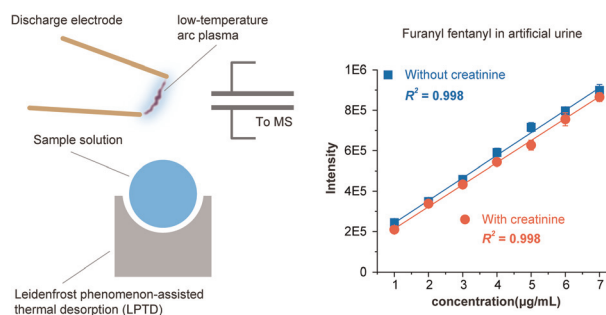 Discharge electrode
low-temperature
arc plasma
To MS
Sample solution
Leidenfrost phenomenon-assisted
thermal desorption (LPTD)
Furanyl fentanyl in artificial urine
1E6
8E5
6E5
4E5
2E5
Intensity
Without creatinine
R² = 0.998
With creatinine
R² = 0.998
1 2 3 4 5 6 7
concentration(μg/mL)